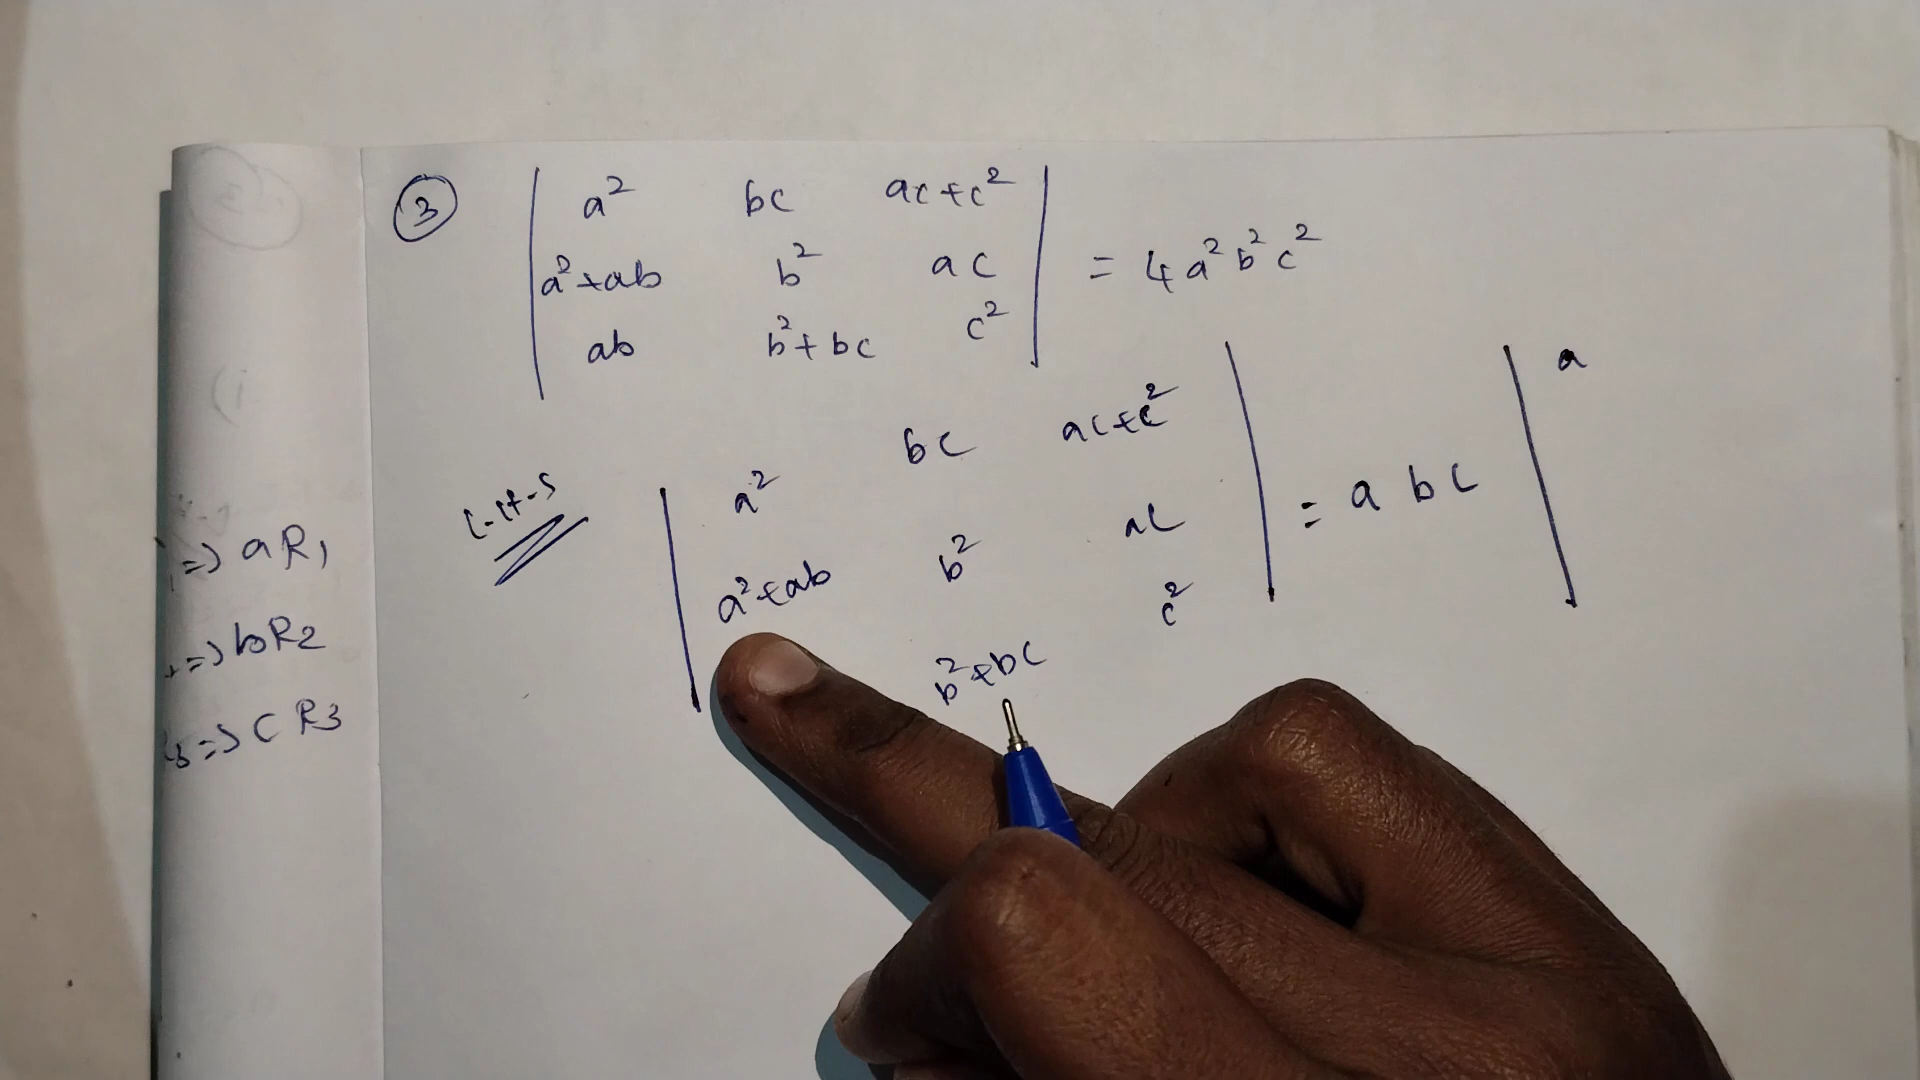 3 | a² bc ac+c² |
| a²+ab b² ac | = 4a²b²c²
| ab b²+bc c² |
L-H-S | a² bc ac+c² | = abc | a
| a²+ab b² ac |
| b²+bc c² |
=> aR₁
=> bR2
=> CR3